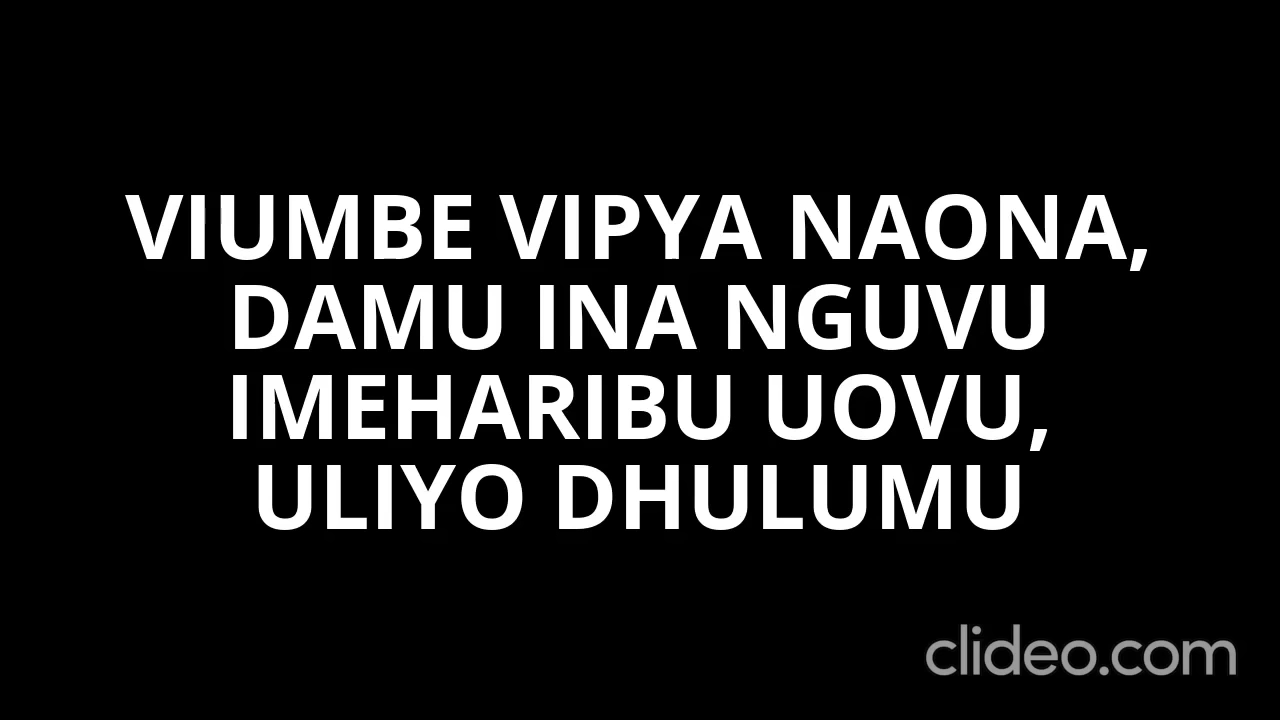 VIUMBE VIPYA NAONA,
DAMU INA NGUVU
IMEHARIBU UOVU,
ULIYO DHULUMU
clideo.com